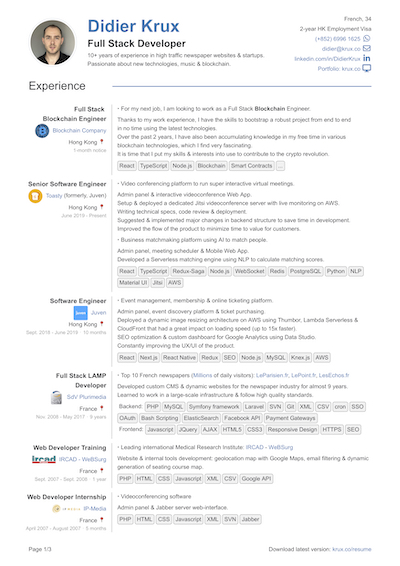 Didier Krux
Full Stack Developer
10+ years of experience in high traffic newspaper websites & startups.
Passionate about new technologies, music & blockchain.
French, 34
2-year HK Employment Visa
(+852) 6996 1625
didier@krux.co
linkedin.com/in/DidierKrux
Portfolio: krux.co
Experience
Full Stack
Blockchain Engineer
Blockchain Company
Hong Kong
1-month notice
· For my next job, I am looking to work as a Full Stack Blockchain Engineer.
Thanks to my work experience, I have the skills to bootstrap a robust project from end to end
in no time using the latest technologies.
Over the past 2 years, I have also been accumulating knowledge in my free time in various
blockchain technologies, which I find very fascinating.
It is time that I put my skills & interests into use to contribute to the crypto revolution.
React TypeScript Node.js Blockchain Smart Contracts ...
Senior Software Engineer
Toasty (formerly, Juven)
Hong Kong
June 2019 - Present
· Video conferencing platform to run super interactive virtual meetings.
Admin panel & interactive videoconference Web App.
Setup & deployed a dedicated Jitsi videoconference server with live monitoring on AWS.
Writing technical specs, code review & deployment.
Suggested & implemented major changes in backend structure to save time in development.
Improved the flow of the product to minimize time to value for customers.
· Business matchmaking platform using AI to match people.
Admin panel, meeting scheduler & Mobile Web App.
Developed a Serverless matching engine using NLP to calculate matching scores.
React TypeScript Redux-Saga Node.js WebSocket Redis PostgreSQL Python NLP
Material UI Jitsi AWS
Software Engineer
Juven
Hong Kong
Sept. 2018 - June 2019 · 10 months
· Event management, membership & online ticketing platform.
Admin panel, event discovery platform & ticket purchasing.
Deployed a dynamic image resizing architecture on AWS using Thumbor, Lambda Serverless &
CloudFront that had a great impact on loading speed (up to 15x faster).
SEO optimization & custom dashboard for Google Analytics using Data Studio.
Constantly improving the UX/UI of the product.
React Next.js React Native Redux SEO Node.js MySQL Knex.js AWS
Full Stack LAMP
Developer
SdV Plurimedia
France
Nov. 2008 - May 2017 · 9 years
· Top 10 French newspapers (Millions of daily visitors): LeParisien.fr, LePoint.fr, LesEchos.fr
Developed custom CMS & dynamic websites for the newspaper industry for almost 9 years.
Learned to work in a large-scale infrastructure & follow high quality standards.
Backend: PHP MySQL Symfony framework Laravel SVN Git XML CSV cron SSO
OAuth Bash Scripting ElasticSearch Facebook API Payment Gateways
Frontend: Javascript jQuery AJAX HTML5 CSS3 Responsive Design HTTPS SEO
Web Developer Training
ircad IRCAD - WeBSurg
France
Sept. 2007 - Sept. 2008 · 1 year
· Leading international Medical Research Institute: IRCAD - WeBSurg
Website & internal tools development: geolocation map with Google Maps, email filtering & dynamic
generation of seating course map.
PHP HTML CSS Javascript XML CSV Google API
Web Developer Internship
IP-Media
France
April 2007 - August 2007 · 5 months
· Videoconferencing software
Admin panel & Jabber server web-interface.
PHP HTML CSS Javascript XML SVN Jabber
Page 1/3
Download latest version: krux.co/resume